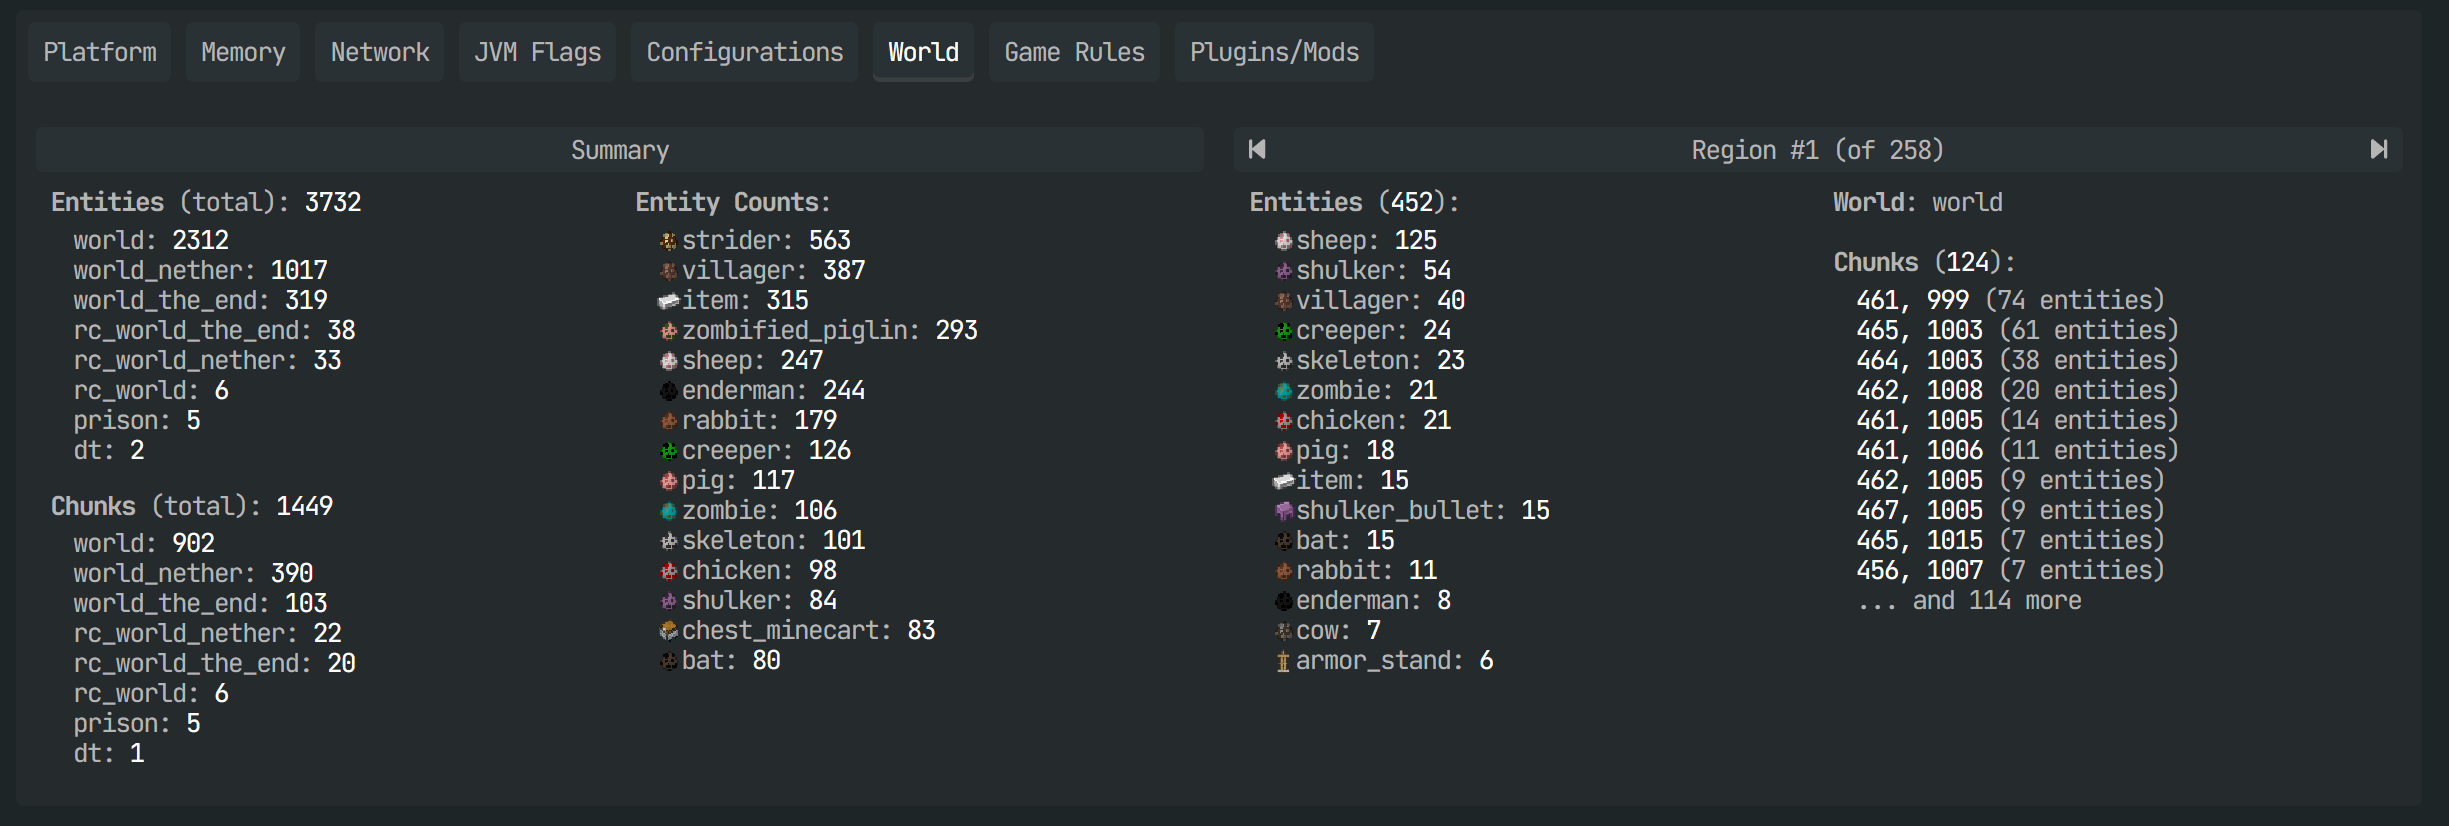 Platform Memory Network JVM Flags Configurations World Game Rules Plugins/Mods
Summary
Entities (total): 3732
world: 2312
world_nether: 1017
world_the_end: 319
rc_world_the_end: 38
rc_world_nether: 33
rc_world: 6
prison: 5
dt: 2
Chunks (total): 1449
world: 902
world_nether: 390
world_the_end: 103
rc_world_nether: 22
rc_world_the_end: 20
rc_world: 6
prison: 5
dt: 1
Entity Counts:
strider: 563
villager: 387
item: 315
zombified_piglin: 293
sheep: 247
enderman: 244
rabbit: 179
creeper: 126
pig: 117
zombie: 106
skeleton: 101
chicken: 98
shulker: 84
chest_minecart: 83
bat: 80
Region #1 (of 258)
Entities (452):
sheep: 125
shulker: 54
villager: 40
creeper: 24
skeleton: 23
zombie: 21
chicken: 21
pig: 18
item: 15
shulker_bullet: 15
bat: 15
rabbit: 11
enderman: 8
cow: 7
armor_stand: 6
World: world
Chunks (124):
461, 999 (74 entities)
465, 1003 (61 entities)
464, 1003 (38 entities)
462, 1008 (20 entities)
461, 1005 (14 entities)
461, 1006 (11 entities)
462, 1005 (9 entities)
467, 1005 (9 entities)
465, 1015 (7 entities)
456, 1007 (7 entities)
... and 114 more